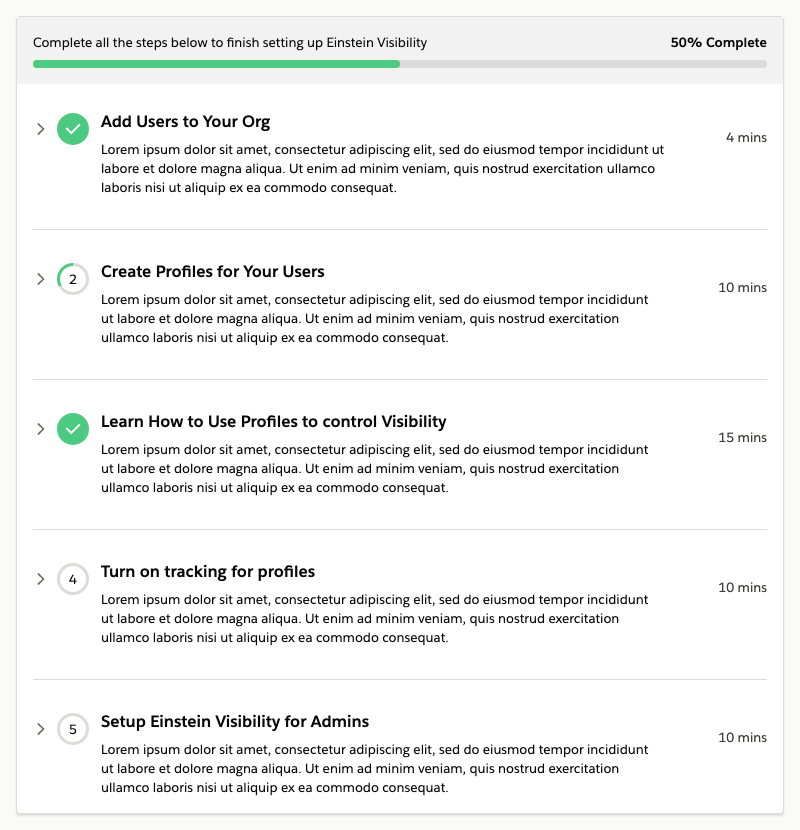 Complete all the steps below to finish setting up Einstein Visibility
50% Complete
Add Users to Your Org
4 mins
Lorem ipsum dolor sit amet, consectetur adipiscing elit, sed do eiusmod tempor incididunt ut
labore et dolore magna aliqua. Ut enim ad minim veniam, quis nostrud exercitation ullamco
laboris nisi ut aliquip ex ea commodo consequat.
2
Create Profiles for Your Users
10 mins
Lorem ipsum dolor sit amet, consectetur adipiscing elit, sed do eiusmod tempor incididunt
ut labore et dolore magna aliqua. Ut enim ad minim veniam, quis nostrud exercitation
ullamco laboris nisi ut aliquip ex ea commodo consequat.
Learn How to Use Profiles to control Visibility
15 mins
Lorem ipsum dolor sit amet, consectetur adipiscing elit, sed do eiusmod tempor incididunt
ut labore et dolore magna aliqua. Ut enim ad minim veniam, quis nostrud exercitation
ullamco laboris nisi ut aliquip ex ea commodo consequat.
4
Turn on tracking for profiles
10 mins
Lorem ipsum dolor sit amet, consectetur adipiscing elit, sed do eiusmod tempor incididunt
ut labore et dolore magna aliqua. Ut enim ad minim veniam, quis nostrud exercitation
ullamco laboris nisi ut aliquip ex ea commodo consequat.
5
Setup Einstein Visibility for Admins
10 mins
Lorem ipsum dolor sit amet, consectetur adipiscing elit, sed do eiusmod tempor incididunt
ut labore et dolore magna aliqua. Ut enim ad minim veniam, quis nostrud exercitation
ullamco laboris nisi ut aliquip ex ea commodo consequat.